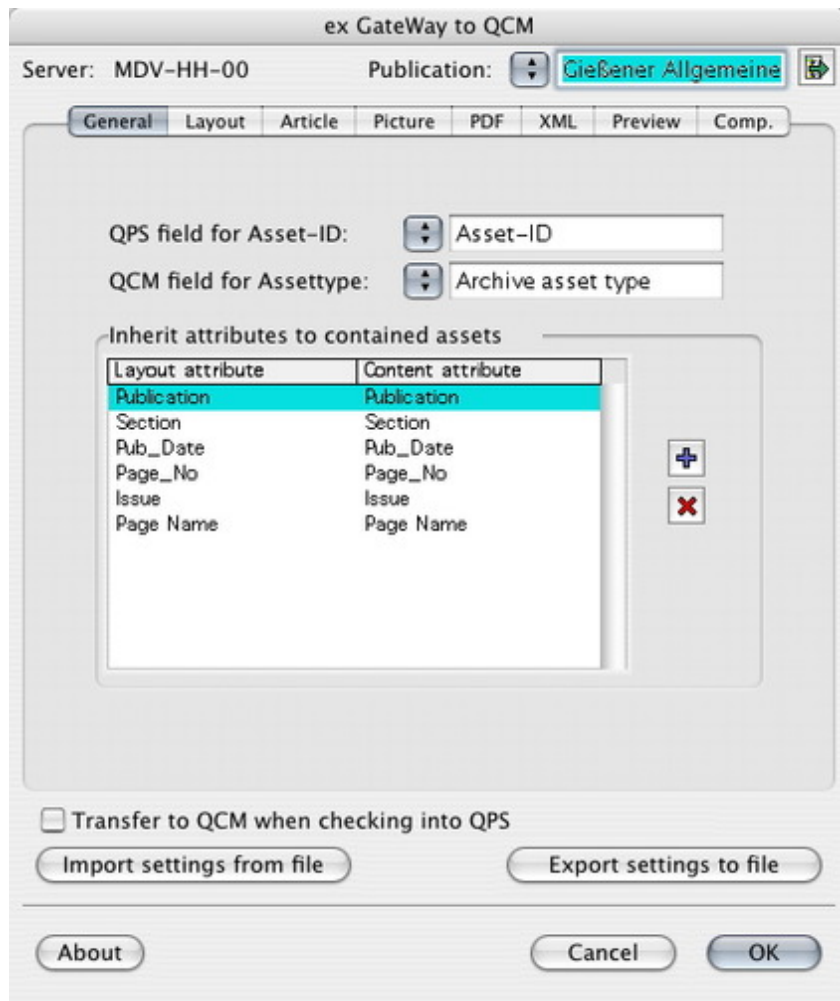 ex GateWay to QCM
Server: MDV-HH-00 Publication: Gießener Allgemeine
General Layout Article Picture PDF XML Preview Comp.
QPS field for Asset-ID: Asset-ID
QCM field for Assettype: Archive asset type
Inherit attributes to contained assets
Layout attribute Content attribute
Publication Publication
Section Section
Pub_Date Pub_Date
Page_No Page_No
Issue Issue
Page Name Page Name
Transfer to QCM when checking into QPS
Import settings from file Export settings to file
About Cancel OK